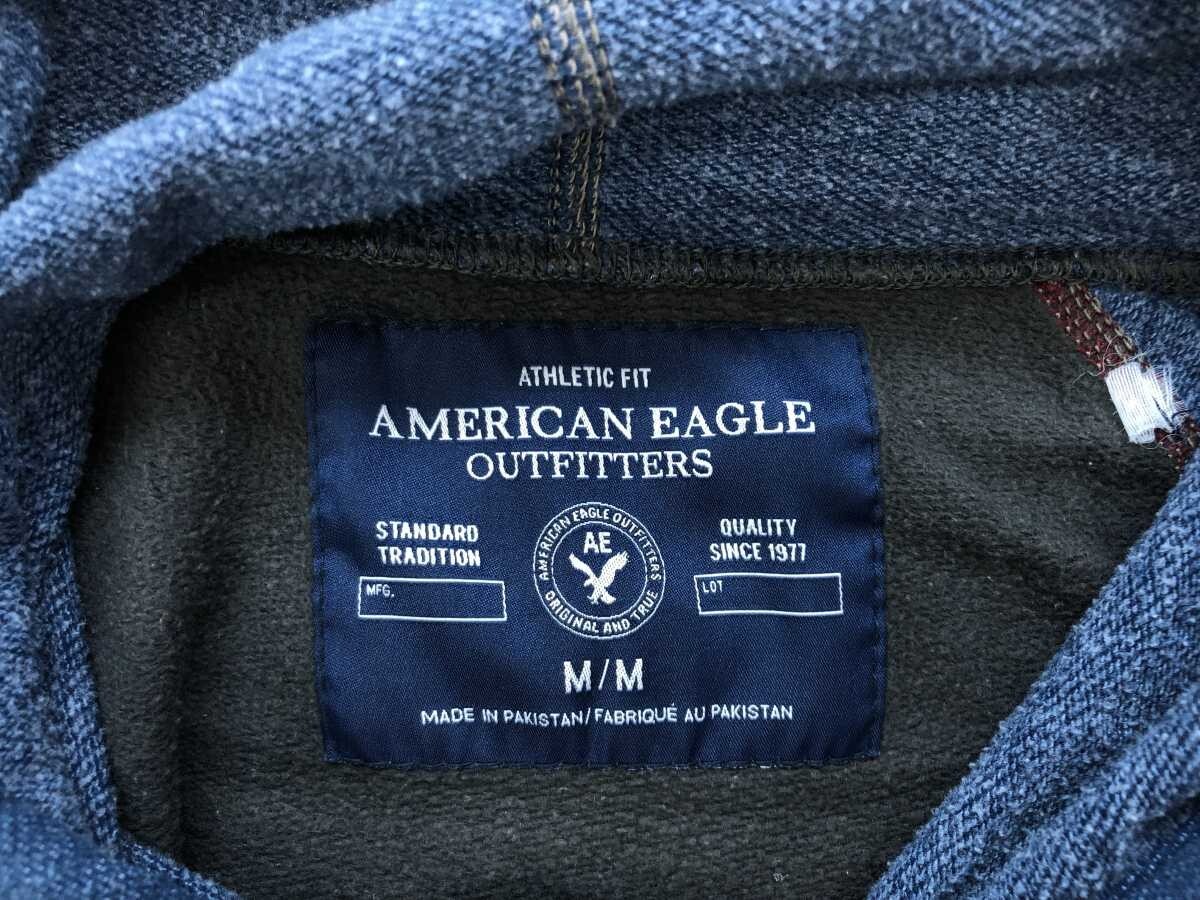 ATHLETIC FIT
AMERICAN EAGLE
OUTFITTERS
STANDARD
TRADITION
MFG.
AMERICAN EAGLE OUTFITTERS
AE
ORIGINAL AND TRUE
QUALITY
SINCE 1977
LOT
M/M
MADE IN PAKISTAN/FABRIQUÉ AU PAKISTAN